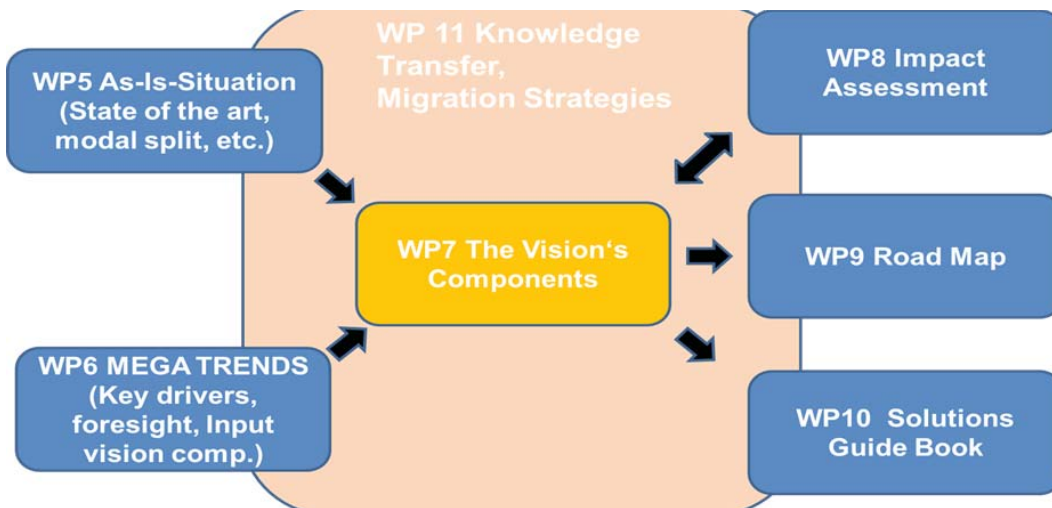 WP 11 Knowledge
Transfer,
Migration Strategies
WP5 As-Is-Situation
(State of the art,
modal split, etc.)
WP8 Impact
Assessment
WP7 The Vision‘s
Components
WP9 Road Map
WP6 MEGA TRENDS
(Key drivers,
foresight, Input
vision comp.)
WP10 Solutions
Guide Book